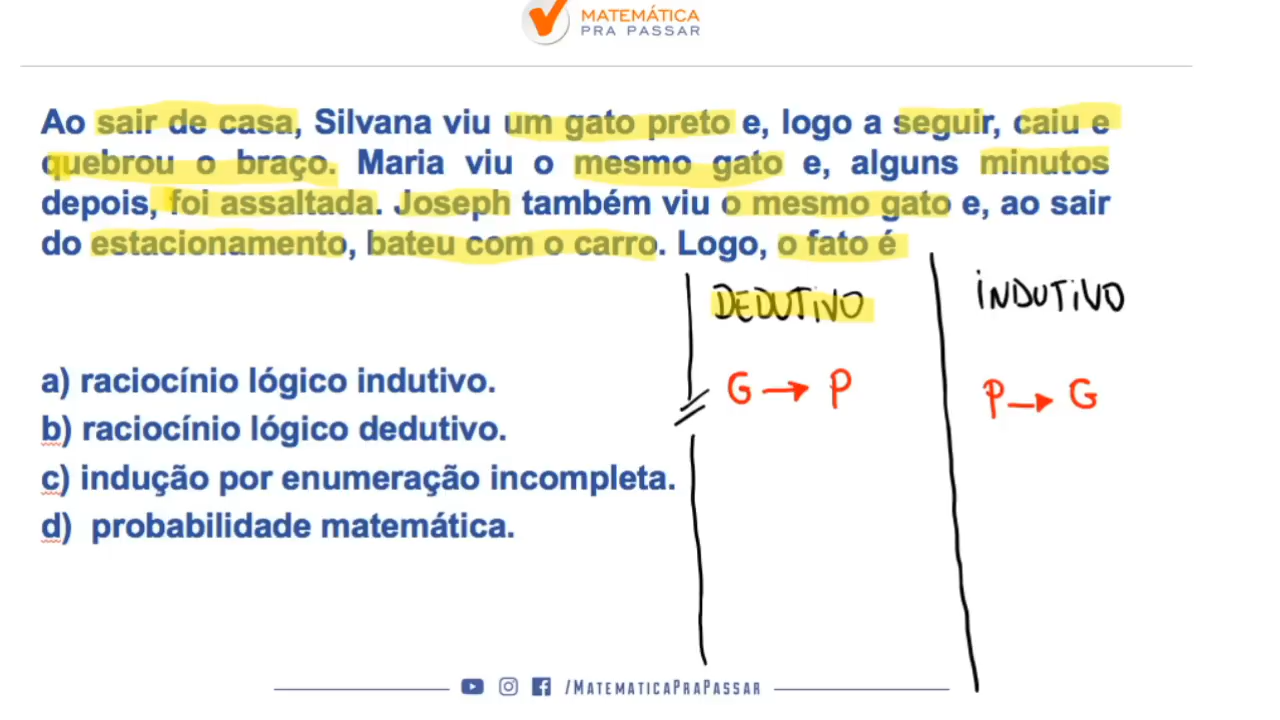 MATEMÁTICA
PRA PASSAR
Ao sair de casa, Silvana viu um gato preto e, logo a seguir, caiu e
quebrou o braço. Maria viu o mesmo gato e, alguns minutos
depois, foi assaltada. Joseph também viu o mesmo gato e, ao sair
do estacionamento, bateu com o carro. Logo, o fato é
DEDUTIVO
INDUTIVO
G → P
P → G
a) raciocínio lógico indutivo.
b) raciocínio lógico dedutivo.
c) indução por enumeração incompleta.
d) probabilidade matemática.
/MATEMATICAPRAPASSAR